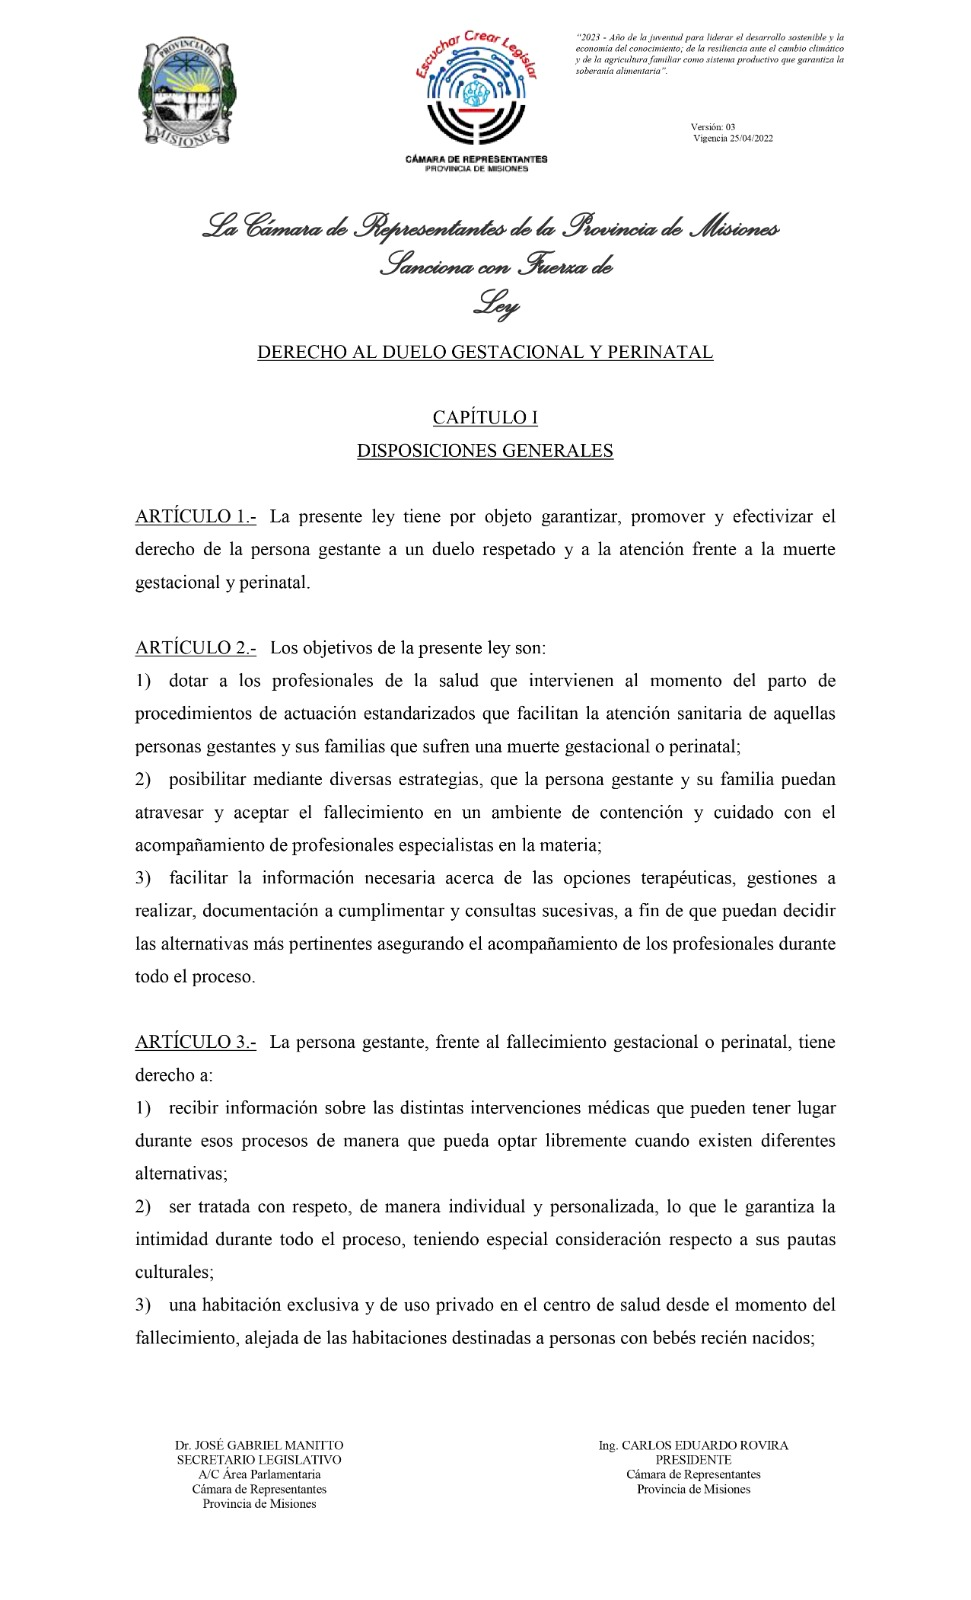 PROVINCIA DE
MISIONES
Escuchar Crear Legislar
CÁMARA DE REPRESENTANTES
PROVINCIA DE MISIONES
“2023 - Año de la juventud para liderar el desarrollo sostenible y la
economía del conocimiento; de la resiliencia ante el cambio climático
y de la agricultura familiar como sistema productivo que garantiza la
soberanía alimentaria”.
Versión: 03
Vigencia 25/04/2022
La Cámara de Representantes de la Provincia de Misiones
Sanciona con Fuerza de
Ley
DERECHO AL DUELO GESTACIONAL Y PERINATAL
CAPÍTULO I
DISPOSICIONES GENERALES
ARTÍCULO 1.- La presente ley tiene por objeto garantizar, promover y efectivizar el
derecho de la persona gestante a un duelo respetado y a la atención frente a la muerte
gestacional y perinatal.
ARTÍCULO 2.- Los objetivos de la presente ley son:
1) dotar a los profesionales de la salud que intervienen al momento del parto de
procedimientos de actuación estandarizados que facilitan la atención sanitaria de aquellas
personas gestantes y sus familias que sufren una muerte gestacional o perinatal;
2) posibilitar mediante diversas estrategias, que la persona gestante y su familia puedan
atravesar y aceptar el fallecimiento en un ambiente de contención y cuidado con el
acompañamiento de profesionales especialistas en la materia;
3) facilitar la información necesaria acerca de las opciones terapéuticas, gestiones a
realizar, documentación a cumplimentar y consultas sucesivas, a fin de que puedan decidir
las alternativas más pertinentes asegurando el acompañamiento de los profesionales durante
todo el proceso.
ARTÍCULO 3.- La persona gestante, frente al fallecimiento gestacional o perinatal, tiene
derecho a:
1) recibir información sobre las distintas intervenciones médicas que pueden tener lugar
durante esos procesos de manera que pueda optar libremente cuando existen diferentes
alternativas;
2) ser tratada con respeto, de manera individual y personalizada, lo que le garantiza la
intimidad durante todo el proceso, teniendo especial consideración respecto a sus pautas
culturales;
3) una habitación exclusiva y de uso privado en el centro de salud desde el momento del
fallecimiento, alejada de las habitaciones destinadas a personas con bebés recién nacidos;
Dr. JOSÉ GABRIEL MANITTO
SECRETARIO LEGISLATIVO
A/C Área Parlamentaria
Cámara de Representantes
Provincia de Misiones
Ing. CARLOS EDUARDO ROVIRA
PRESIDENTE
Cámara de Representantes
Provincia de Misiones